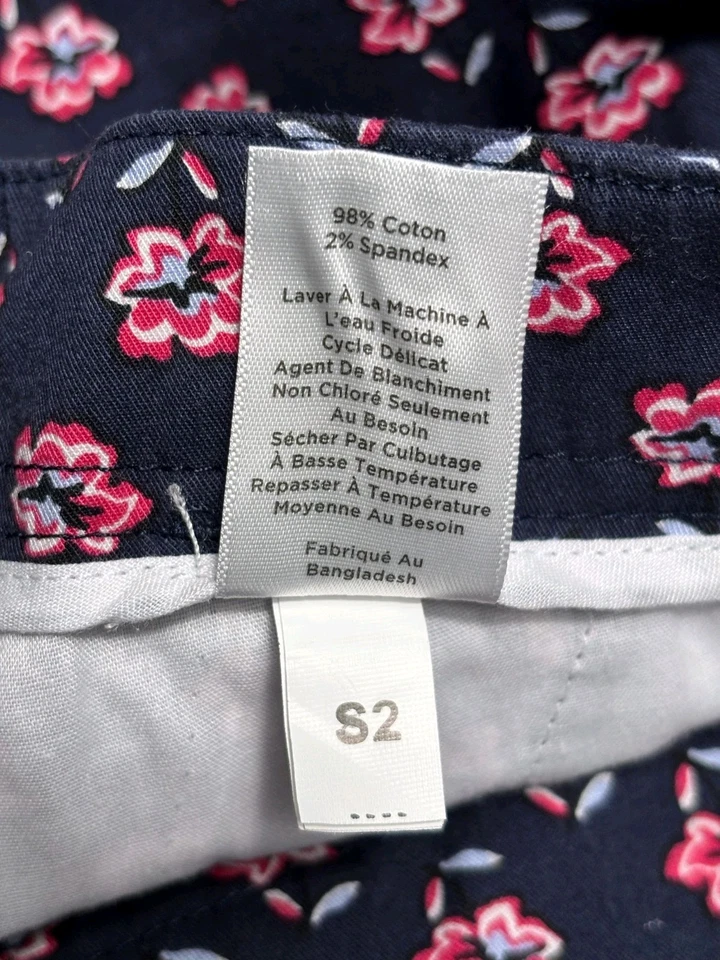 98% Coton
2% Spandex
Laver À La Machine À
L'eau Froide
Cycle Délicat
Agent De Blanchiment
Non Chloré Seulement
Au Besoin
Sécher Par Culbutage
À Basse Température
Repasser À Température
Moyenne Au Besoin
Fabriqué Au
Bangladesh
S2